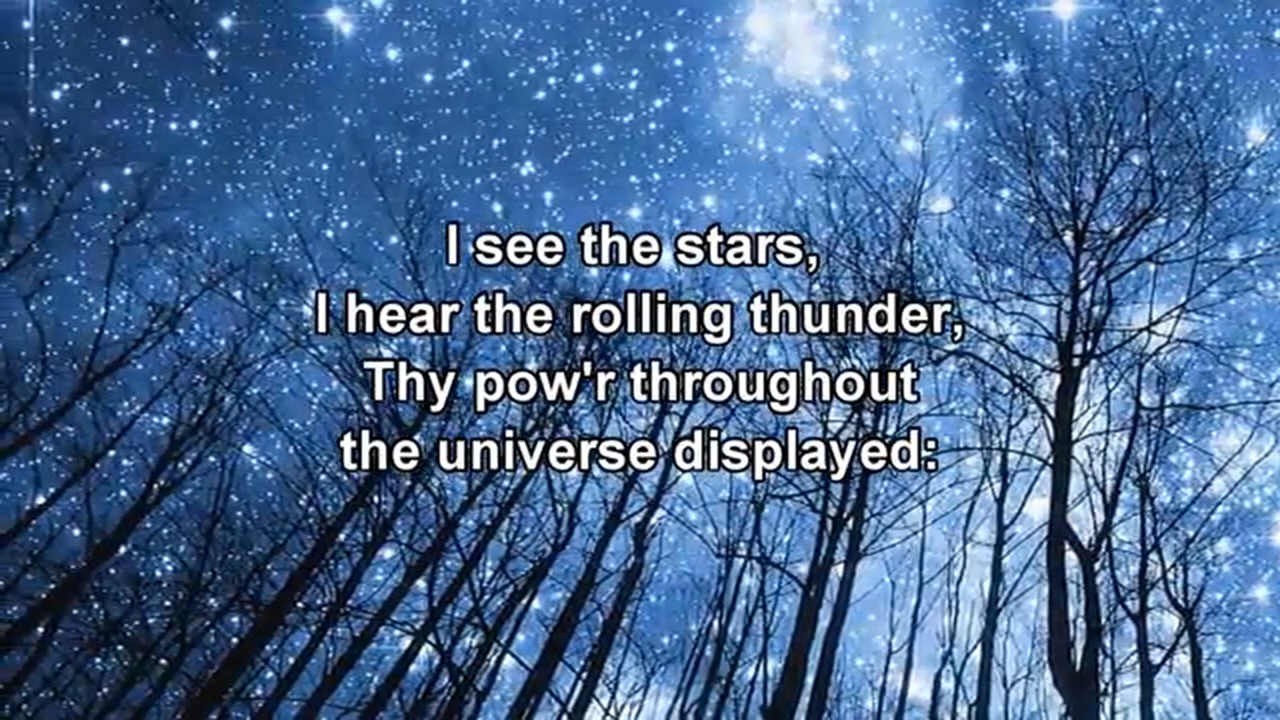 I see the stars,
I hear the rolling thunder,
Thy pow'r throughout
the universe displayed: